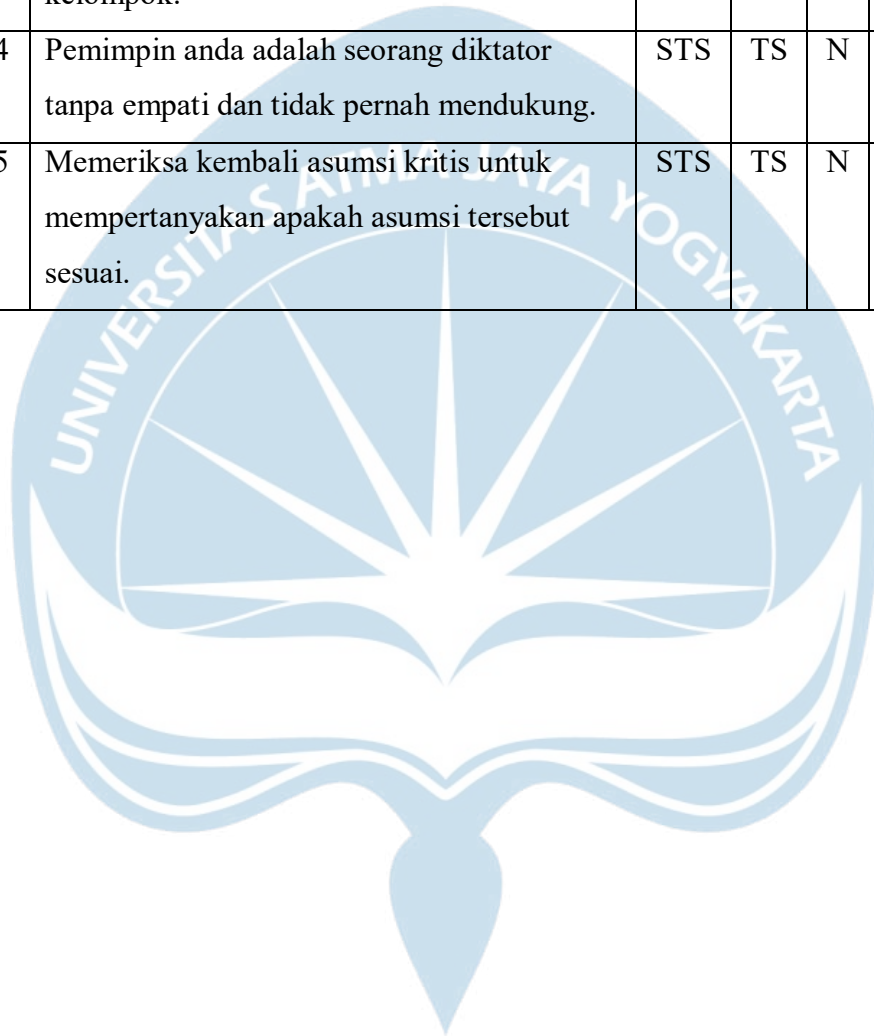 kelompok.
4 Pemimpin anda adalah seorang diktator STS TS N
tanpa empati dan tidak pernah mendukung.
5 Memeriksa kembali asumsi kritis untuk STS TS N
mempertanyakan apakah asumsi tersebut
sesuai.
UNIVERSITAS ATMA JAYA YOGYAKARTA